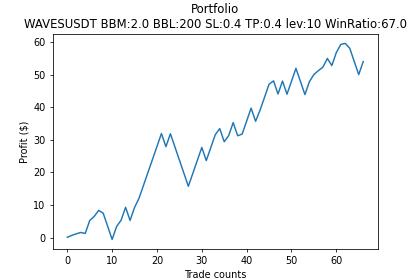 Portfolio
WAVESUSDT BBM:2.0 BBL:200 SL:0.4 TP:0.4 lev:10 WinRatio:67.0
Profit ($)
60
50
40
30
20
10
0
0 10 20 30 40 50 60
Trade counts